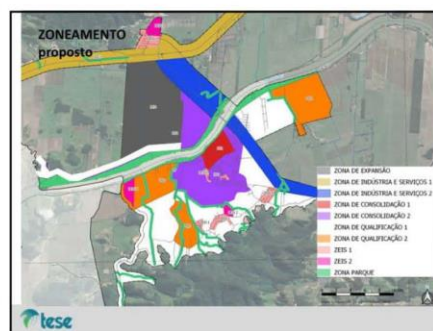 ZONEAMENTO
proposto
ZONA DE EXPANSÃO
ZONA DE INDÚSTRIA E SERVIÇOS 1
ZONA DE INDÚSTRIA E SERVIÇOS 2
ZONA DE CONSOLIDAÇÃO 1
ZONA DE CONSOLIDAÇÃO 2
ZONA DE QUALIFICAÇÃO 1
ZONA DE QUALIFICAÇÃO 2
ZEIS 1
ZEIS 2
ZONA PARQUE
tese